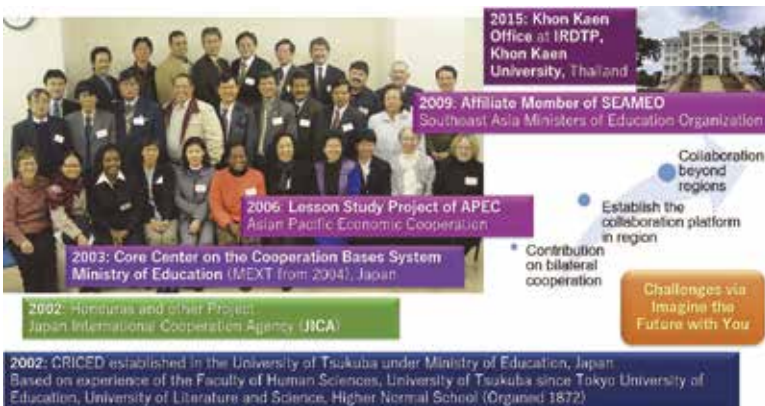 2015: Khon Kaen
Office at IRDTP,
Khon Kaen
University, Thailand
2009: Affiliate Member of SEAMEO
Southeast Asia Ministers of Education Organization
2006: Lesson Study Project of APEC
Asian Pacific Economic Cooperation
2003: Core Center on the Cooperation Bases System
Ministry of Education (MEXT from 2004), Japan
2002: Honduras and other Project
Japan International Cooperation Agency (JICA)
2002: CRICED established in the University of Tsukuba under Ministry of Education, Japan
Based on experience of the Faculty of Human Sciences, University of Tsukuba since Tokyo University of
Education, University of Literature and Science, Higher Normal School (Organed 1872)
Collaboration
beyond
regions
Establish the
collaboration platform
in region
Contribution
on bilateral
cooperation
Challenges via
Imagine the
Future with You